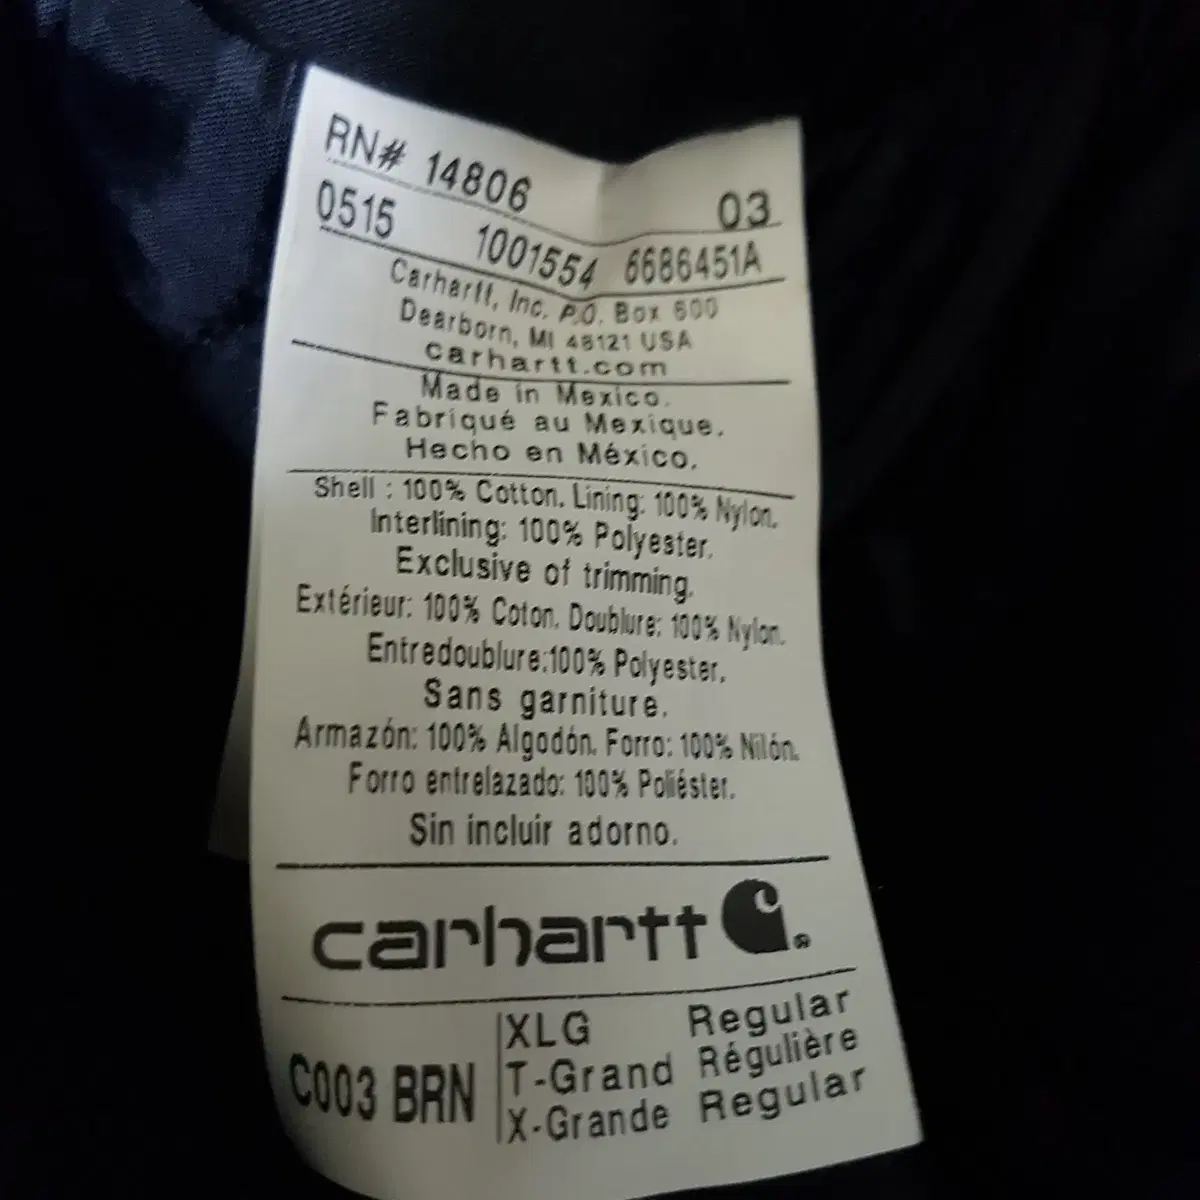 RN# 14806 03
0515 1001554 6686451A
Carhartt, Inc. P.O. Box 600
Dearborn, MI 48121 USA
carhartt.com
Made in Mexico.
Fabriqué au Mexique.
Hecho en México.
Shell : 100% Cotton. Lining: 100% Nylon.
Interlining: 100% Polyester.
Exclusive of trimming.
Extérieur: 100% Coton. Doublure: 100% Nylon.
Entredoublure:100% Polyester.
Sans garniture.
Armazón: 100% Algodón. Forro: 100% Nilón.
Forro entrelazado: 100% Poliéster.
Sin incluir adorno.
carhartt ®
C003 BRN
XLG Regular
T-Grand Régulière
X-Grande Regular